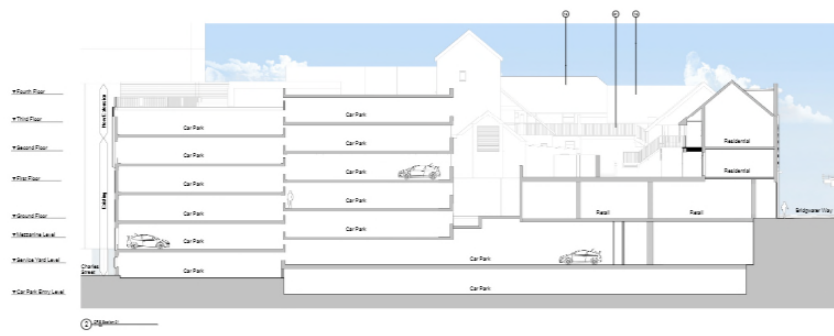 Fourth Floor
Third Floor
Second Floor
First Floor
Ground Floor
Mezzanine Level
Service Yard Level
Car Park Entry Level
Existing
Charles
Street
Car Park
Car Park
Car Park
Car Park
Car Park
Car Park
Car Park
Car Park
Car Park
Car Park
Car Park
Car Park
Car Park
Residential
Residential
Retail
Retail
Bridgwater Way